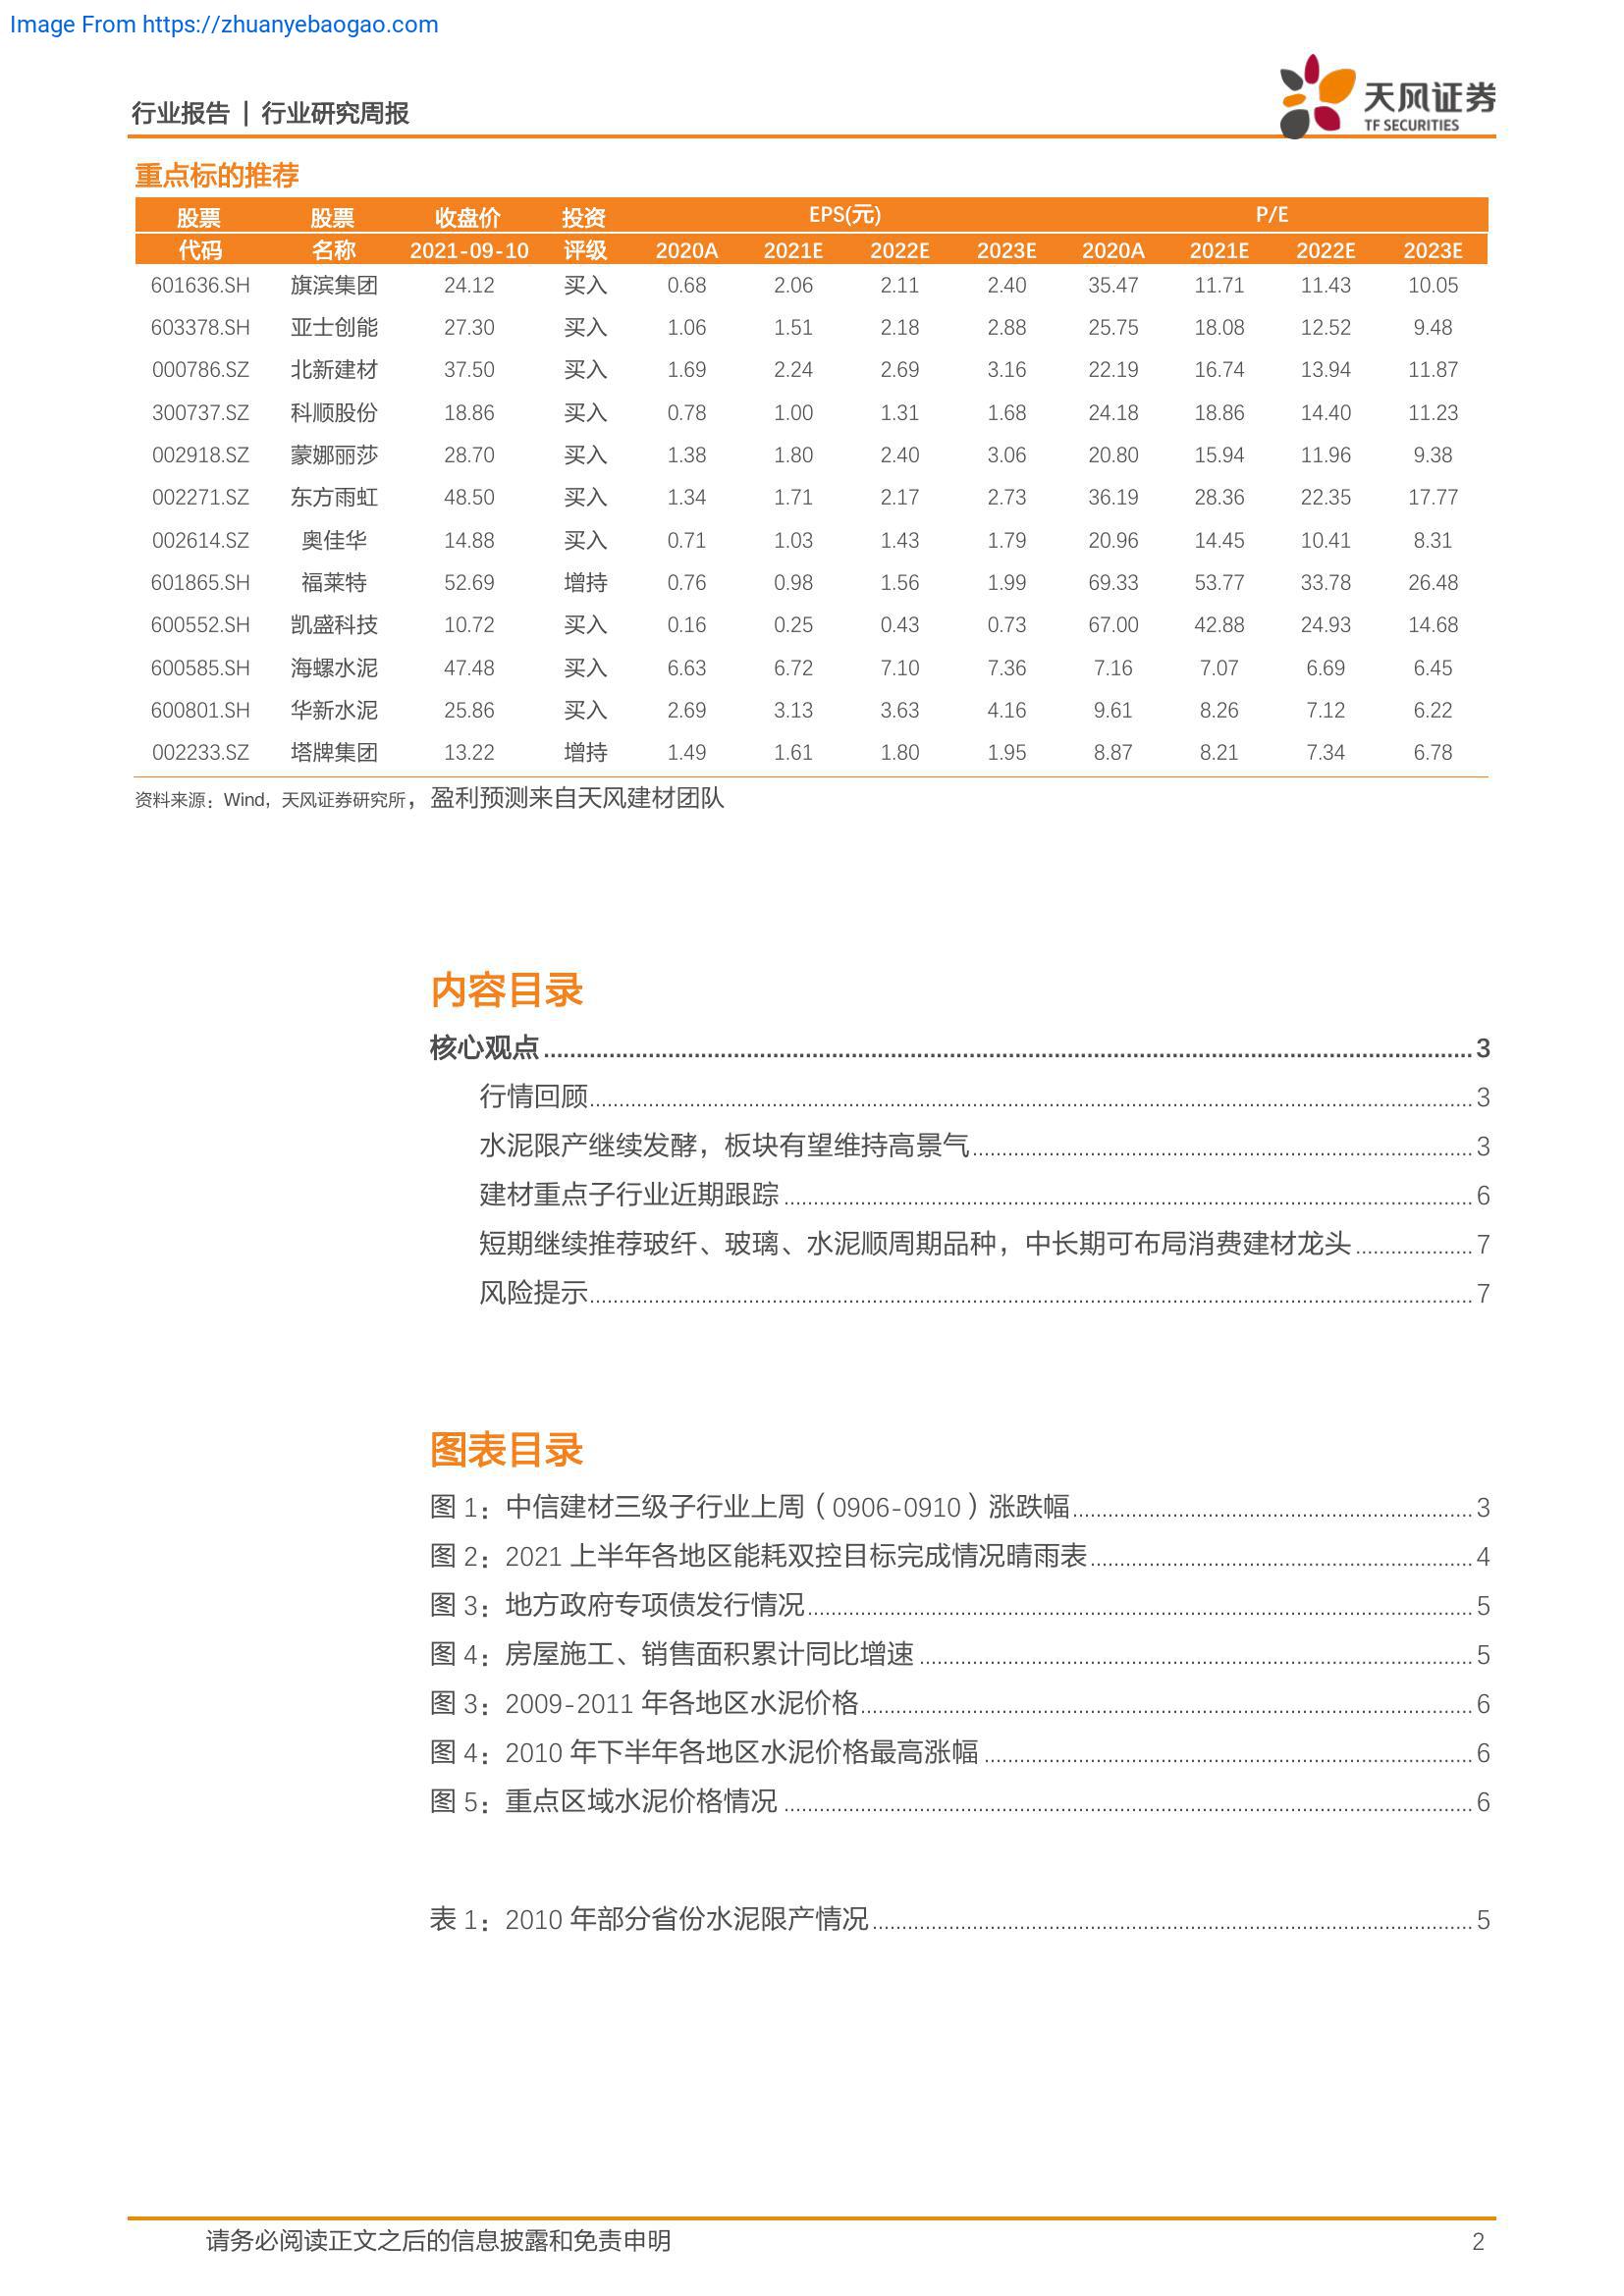 Image From https://zhuanyebaogao.com
行业报告 | 行业研究周报
天风证券
TF SECURITIES
重点标的推荐
股票 股票 收盘价 投资 EPS(元) P/E
代码 名称 2021-09-10 评级 2020A 2021E 2022E 2023E 2020A 2021E 2022E 2023E
601636.SH 旗滨集团 24.12 买入 0.68 2.06 2.11 2.40 35.47 11.71 11.43 10.05
603378.SH 亚士创能 27.30 买入 1.06 1.51 2.18 2.88 25.75 18.08 12.52 9.48
000786.SZ 北新建材 37.50 买入 1.69 2.24 2.69 3.16 22.19 16.74 13.94 11.87
300737.SZ 科顺股份 18.86 买入 0.78 1.00 1.31 1.68 24.18 18.86 14.40 11.23
002918.SZ 蒙娜丽莎 28.70 买入 1.38 1.80 2.40 3.06 20.80 15.94 11.96 9.38
002271.SZ 东方雨虹 48.50 买入 1.34 1.71 2.17 2.73 36.19 28.36 22.35 17.77
002614.SZ 奥佳华 14.88 买入 0.71 1.03 1.43 1.79 20.96 14.45 10.41 8.31
601865.SH 福莱特 52.69 增持 0.76 0.98 1.56 1.99 69.33 53.77 33.78 26.48
600552.SH 凯盛科技 10.72 买入 0.16 0.25 0.43 0.73 67.00 42.88 24.93 14.68
600585.SH 海螺水泥 47.48 买入 6.63 6.72 7.10 7.36 7.16 7.07 6.69 6.45
600801.SH 华新水泥 25.86 买入 2.69 3.13 3.63 4.16 9.61 8.26 7.12 6.22
002233.SZ 塔牌集团 13.22 增持 1.49 1.61 1.80 1.95 8.87 8.21 7.34 6.78
资料来源：Wind，天风证券研究所，盈利预测来自天风建材团队
内容目录
核心观点 3
行情回顾 3
水泥限产继续发酵，板块有望维持高景气 3
建材重点子行业近期跟踪 6
短期继续推荐玻纤、玻璃、水泥顺周期品种，中长期可布局消费建材龙头 7
风险提示 7
图表目录
图 1：中信建材三级子行业上周（0906-0910）涨跌幅 3
图 2：2021 上半年各地区能耗双控目标完成情况晴雨表 4
图 3：地方政府专项债发行情况 5
图 4：房屋施工、销售面积累计同比增速 5
图 3：2009-2011 年各地区水泥价格 6
图 4：2010 年下半年各地区水泥价格最高涨幅 6
图 5：重点区域水泥价格情况 6
表 1：2010 年部分省份水泥限产情况 5
请务必阅读正文之后的信息披露和免责申明 2